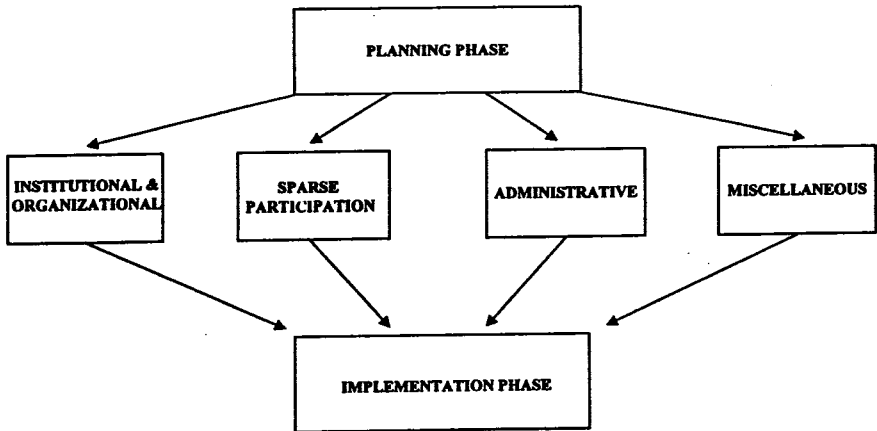 PLANNING PHASE
INSTITUTIONAL &
ORGANIZATIONAL
SPARSE
PARTICIPATION
ADMINISTRATIVE
MISCELLANEOUS
IMPLEMENTATION PHASE